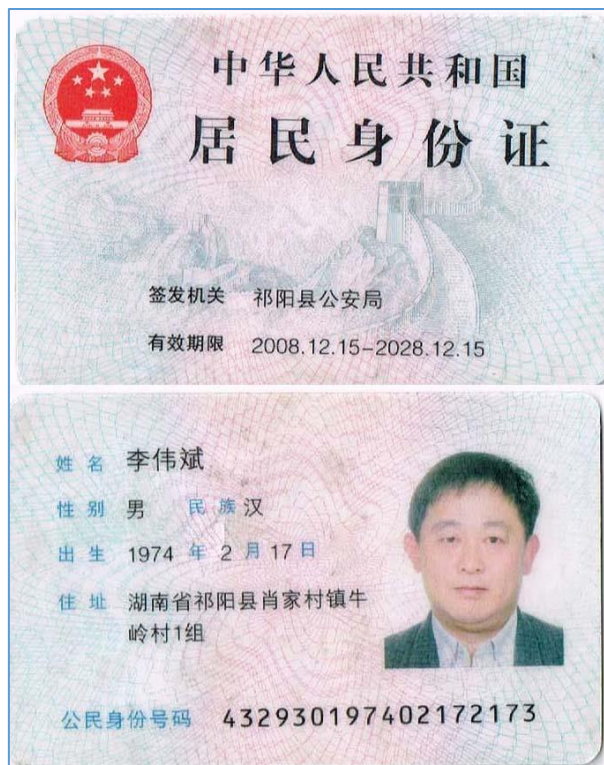 中华人民共和国
居民身份证
签发机关 祁阳县公安局
有效期限 2008.12.15-2028.12.15
姓名 李伟斌
性别 男 民族 汉
出生 1974 年 2 月 17 日
住址 湖南省祁阳县肖家村镇牛
岭村1组
公民身份号码 432930197402172173